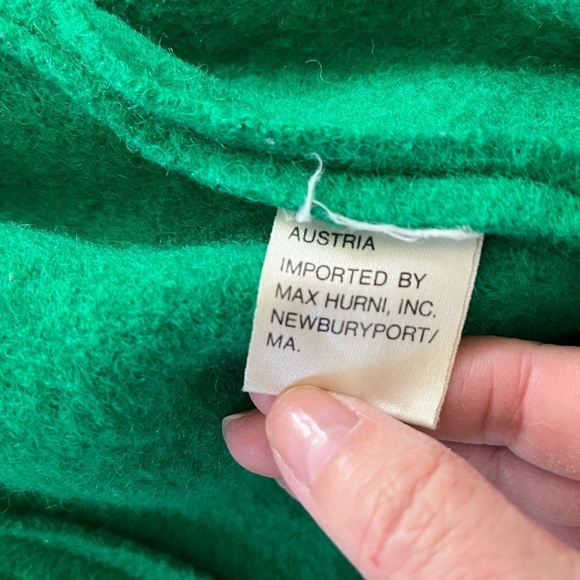 AUSTRIA
IMPORTED BY
MAX HURNI, INC.
NEWBURYPORT/
MA.